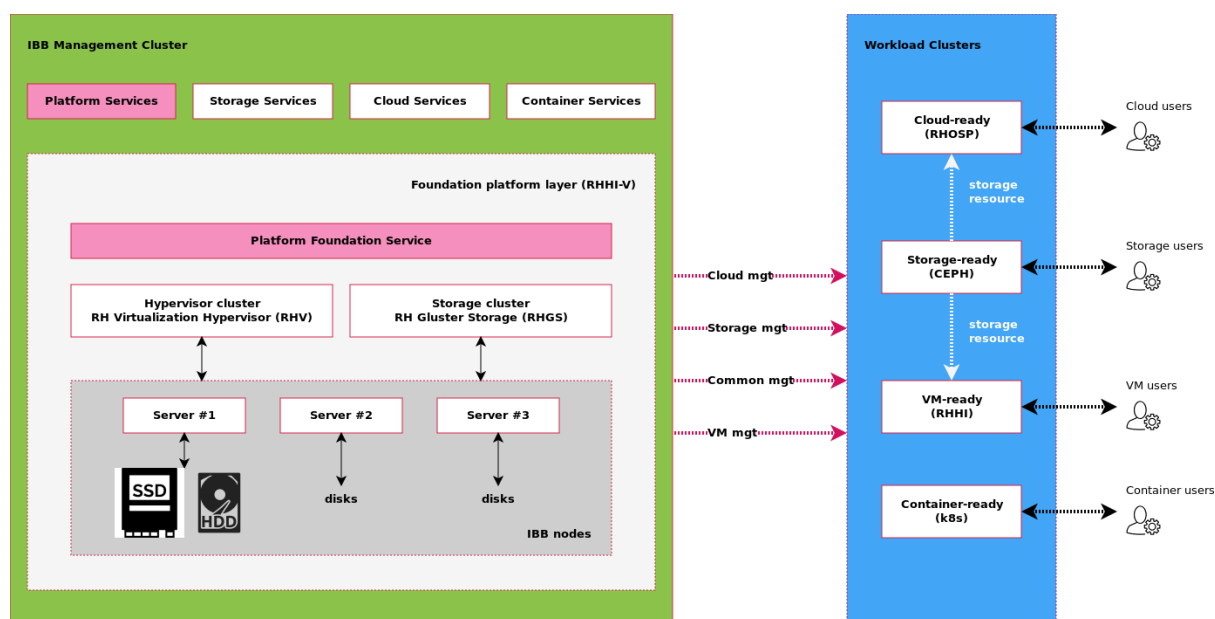 IBB Management Cluster
Platform Services
Storage Services
Cloud Services
Container Services
Foundation platform layer (RHHI-V)
Platform Foundation Service
Hypervisor cluster
RH Virtualization Hypervisor (RHV)
Storage cluster
RH Gluster Storage (RHGS)
Server #1
Server #2
Server #3
SSD
HDD
disks
disks
IBB nodes
Cloud mgt
Storage mgt
Common mgt
VM mgt
Workload Clusters
Cloud-ready
(RHOSP)
storage
resource
Storage-ready
(CEPH)
storage
resource
VM-ready
(RHHI)
Container-ready
(k8s)
Cloud users
Storage users
VM users
Container users